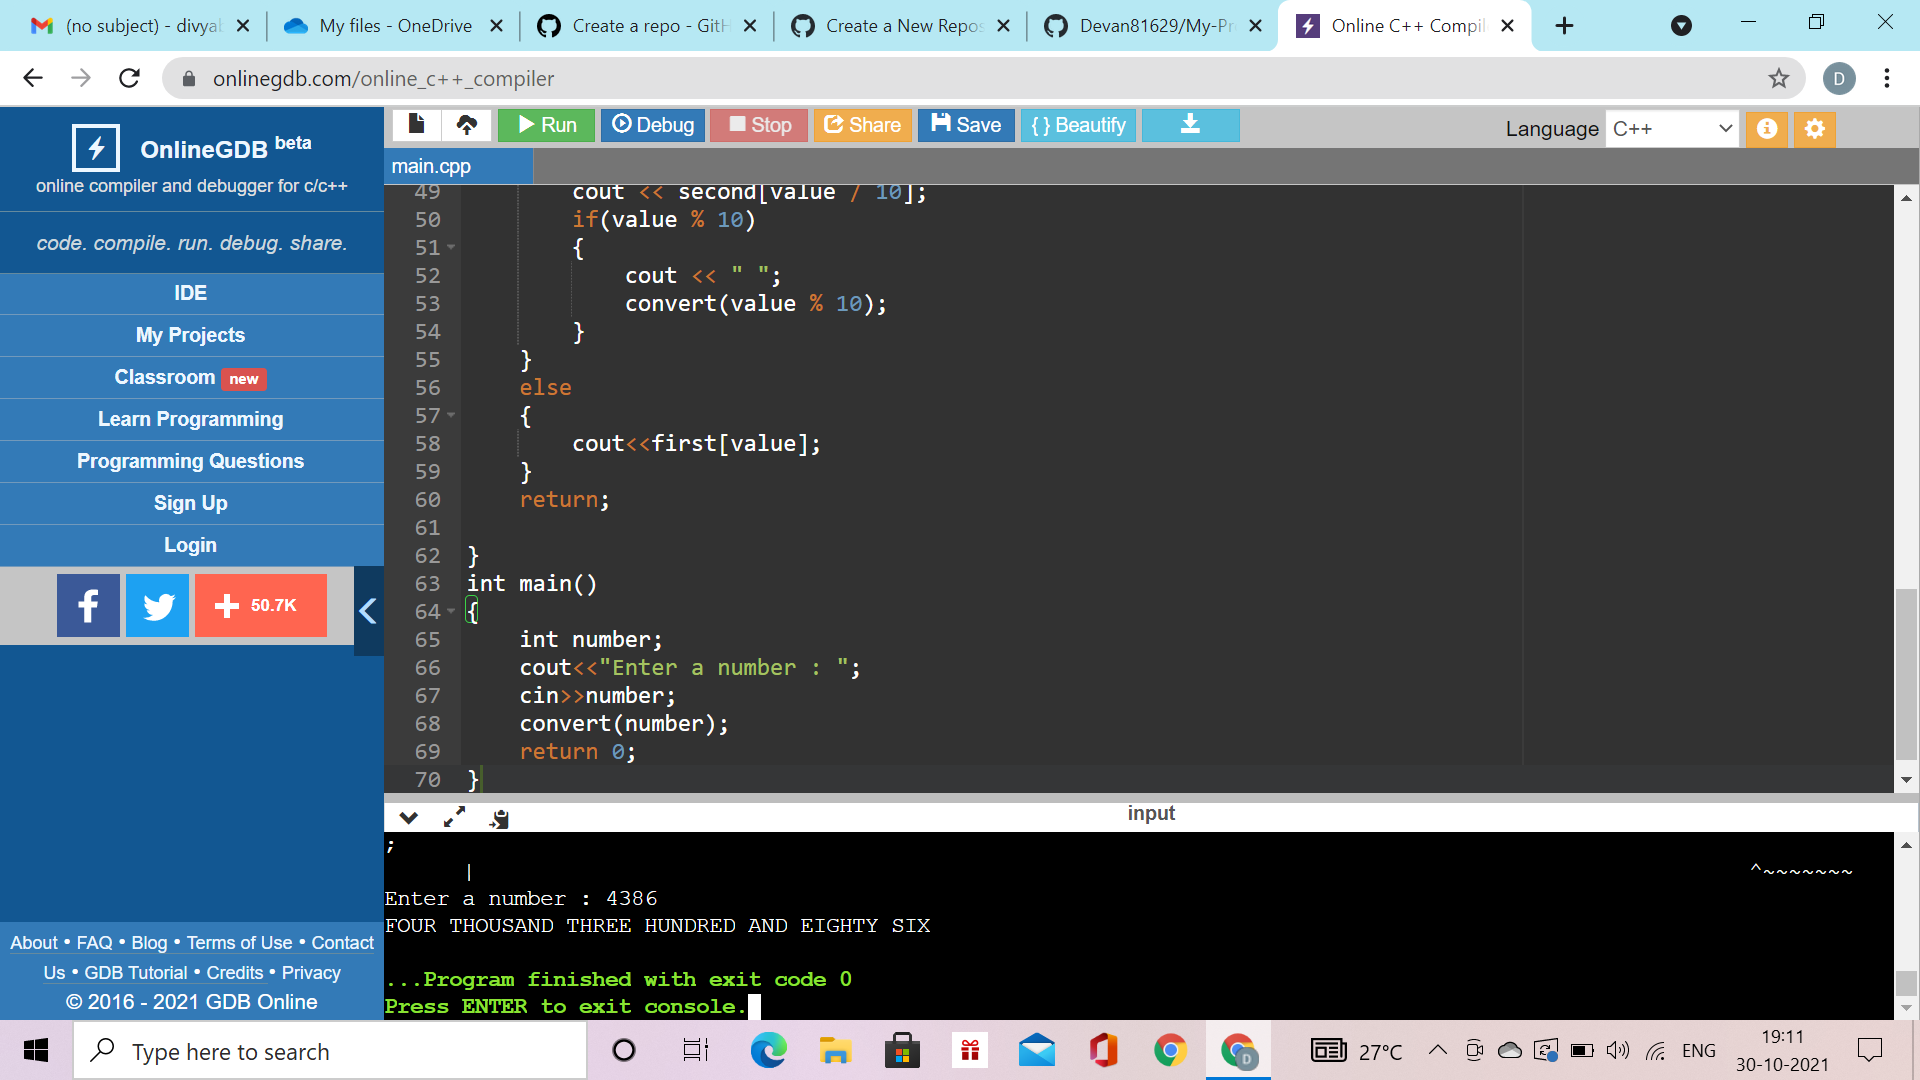 (no subject) - divyab
My files - OneDrive
Create a repo - GitH
Create a New Repos
Devan81629/My-Pr
Online C++ Compil
onlinegdb.com/online_c++_compiler
D
OnlineGDB beta
online compiler and debugger for c/c++
code. compile. run. debug. share.
IDE
My Projects
Classroom new
Learn Programming
Programming Questions
Sign Up
Login
f
+ 50.7K
About • FAQ • Blog • Terms of Use • Contact
Us • GDB Tutorial • Credits • Privacy
© 2016 - 2021 GDB Online
Run Debug Stop Share Save { } Beautify
Language C++
main.cpp
49 cout << second[value / 10];
50 if(value % 10)
51 {
52 cout << " ";
53 convert(value % 10);
54 }
55 }
56 else
57 {
58 cout<<first[value];
59 }
60 return;
61
62 }
63 int main()
64 {
65 int number;
66 cout<<"Enter a number : ";
67 cin>>number;
68 convert(number);
69 return 0;
70 }
input
;
| ^~~~~~~~
Enter a number : 4386
FOUR THOUSAND THREE HUNDRED AND EIGHTY SIX
...Program finished with exit code 0
Press ENTER to exit console.
Type here to search
D
27°C
ENG
19:11
30-10-2021